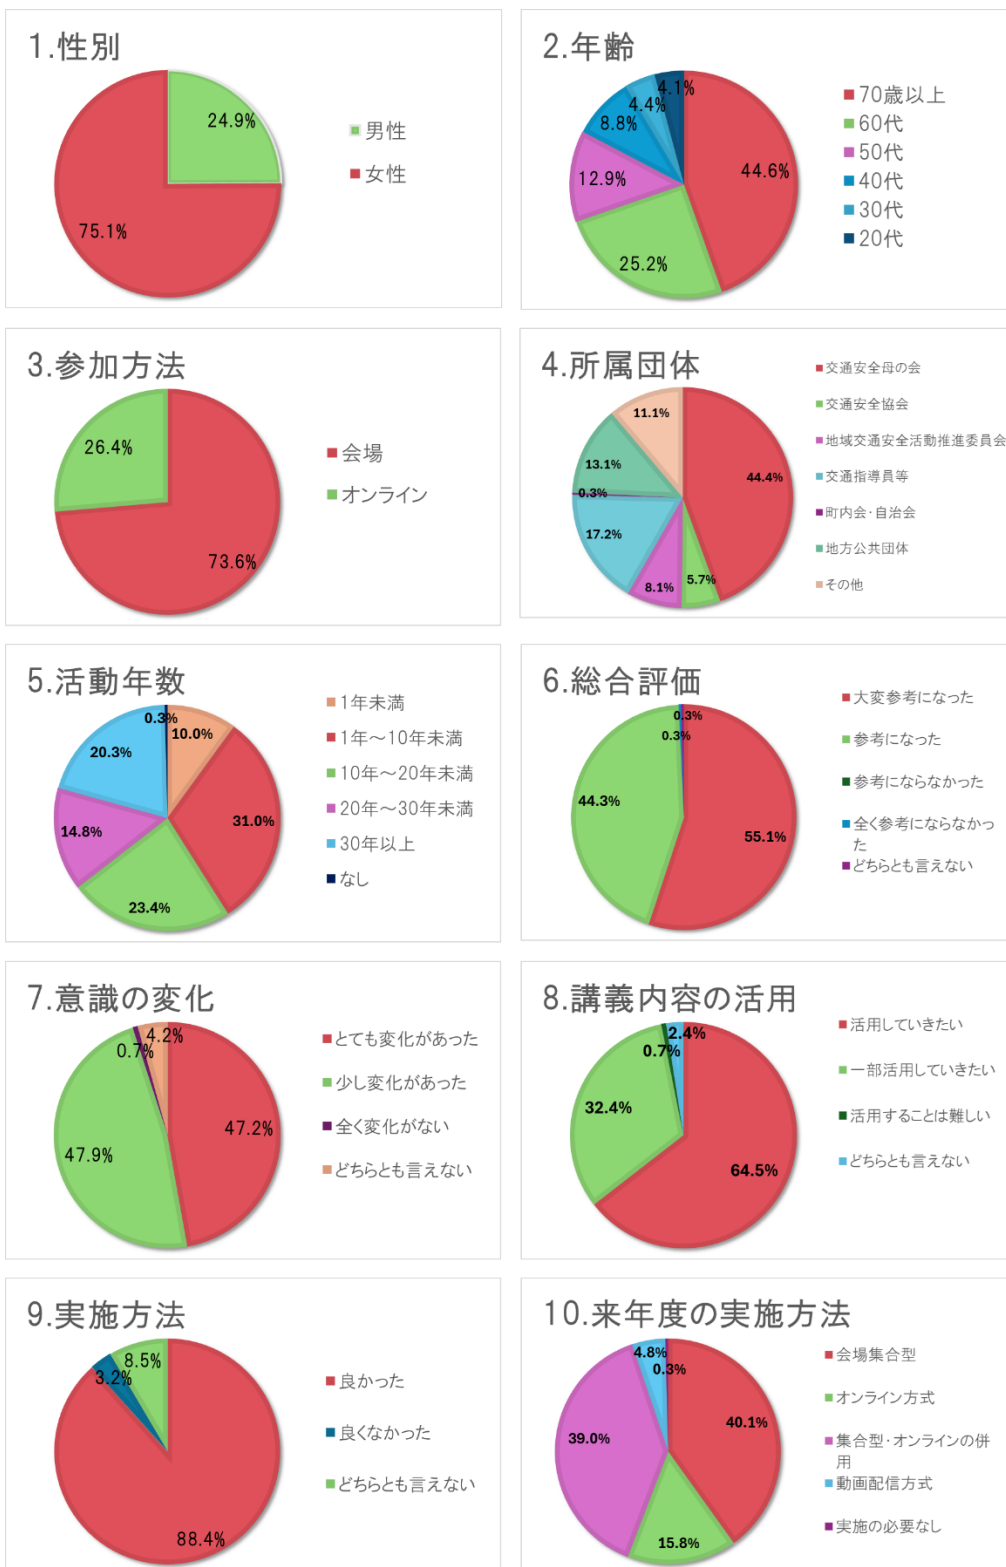 1.性別
24.9%
75.1%
男性
女性
2.年齢
4.1%
4.4%
8.8%
12.9%
44.6%
25.2%
70歳以上
60代
50代
40代
30代
20代
3.参加方法
26.4%
73.6%
会場
オンライン
4.所属団体
11.1%
13.1%
0.3%
17.2%
8.1%
5.7%
44.4%
交通安全母の会
交通安全協会
地域交通安全活動推進委員会
交通指導員等
町内会・自治会
地方公共団体
その他
5.活動年数
0.3%
10.0%
20.3%
14.8%
31.0%
23.4%
1年未満
1年～10年未満
10年～20年未満
20年～30年未満
30年以上
なし
6.総合評価
0.3%
0.3%
44.3%
55.1%
大変参考になった
参考になった
参考にならなかった
全く参考にならなかっ
た
どちらとも言えない
7.意識の変化
4.2%
0.7%
47.2%
47.9%
とても変化があった
少し変化があった
全く変化がない
どちらとも言えない
8.講義内容の活用
2.4%
0.7%
32.4%
64.5%
活用していきたい
一部活用していきたい
活用することは難しい
どちらとも言えない
9.実施方法
8.5%
3.2%
88.4%
良かった
良くなかった
どちらとも言えない
10.来年度の実施方法
4.8%
0.3%
40.1%
39.0%
15.8%
会場集合型
オンライン方式
集合型・オンラインの併
用
動画配信方式
実施の必要なし